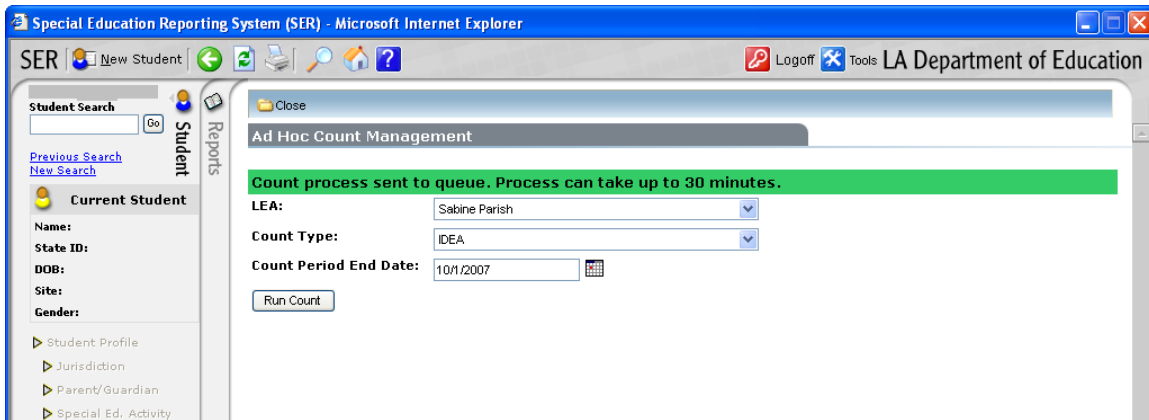 Special Education Reporting System (SER) - Microsoft Internet Explorer
SER New Student ? Logoff Tools LA Department of Education
Student Search
Go
Previous Search
New Search
Student
Reports
Current Student
Name:
State ID:
DOB:
Site:
Gender:
Student Profile
Jurisdiction
Parent/Guardian
Special Ed. Activity
Close
Ad Hoc Count Management
Count process sent to queue. Process can take up to 30 minutes.
LEA: Sabine Parish
Count Type: IDEA
Count Period End Date: 10/1/2007
Run Count